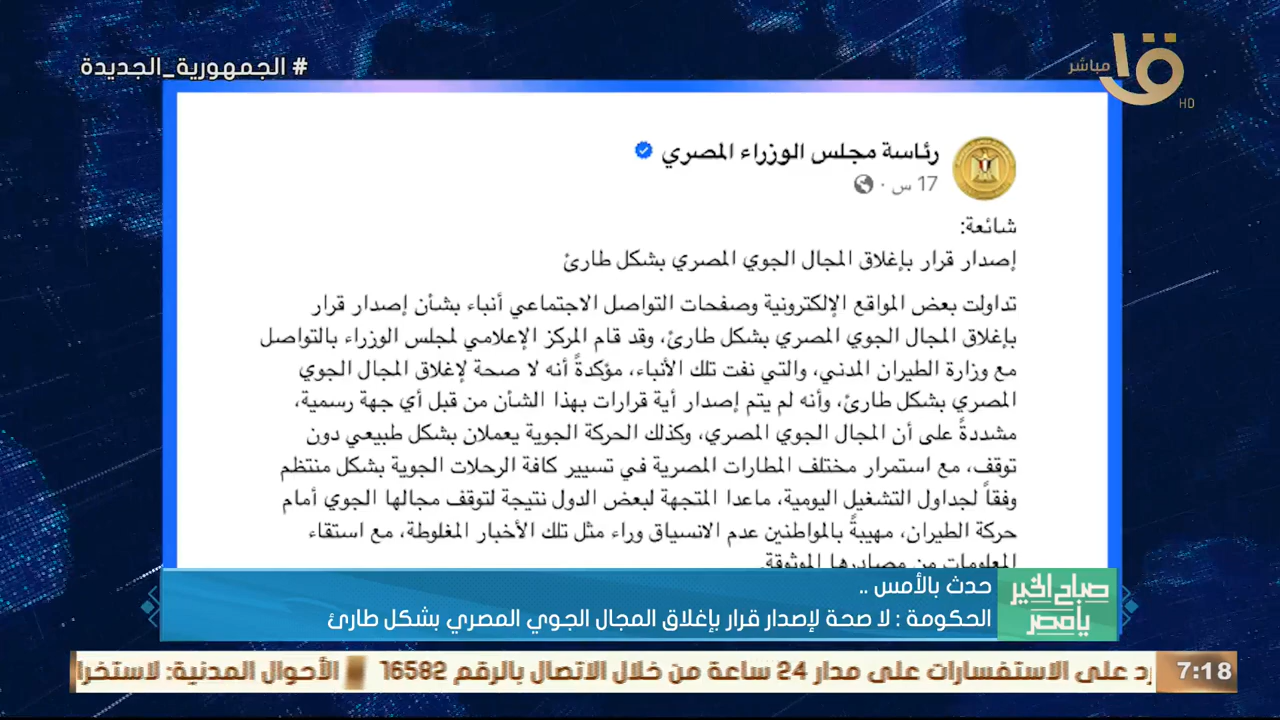 # الجمهورية_الجديدة
مباشر
HD
رئاسة مجلس الوزراء المصري
17 س ·
شائعة:
إصدار قرار بإغلاق المجال الجوي المصري بشكل طارئ
تداولت بعض المواقع الإلكترونية وصفحات التواصل الاجتماعي أنباء بشأن إصدار قرار
بإغلاق المجال الجوي المصري بشكل طارئ، وقد قام المركز الإعلامي لمجلس الوزراء بالتواصل
مع وزارة الطيران المدني، والتي نفت تلك الأنباء، مؤكدةً أنه لا صحة لإغلاق المجال الجوي
المصري بشكل طارئ، وأنه لم يتم إصدار أية قرارات بهذا الشأن من قبل أي جهة رسمية،
مشددةً على أن المجال الجوي المصري، وكذلك الحركة الجوية يعملان بشكل طبيعي دون
توقف، مع استمرار مختلف المطارات المصرية في تسيير كافة الرحلات الجوية بشكل منتظم
وفقاً لجداول التشغيل اليومية، ماعدا المتجهة لبعض الدول نتيجة لتوقف مجالها الجوي أمام
حركة الطيران، مهيبةً بالمواطنين عدم الانسياق وراء مثل تلك الأخبار المغلوطة، مع استقاء
المعلومات من مصادرها الموثوقة.
صباح الخير
يا مصر
حدث بالأمس ..
الحكومة : لا صحة لإصدار قرار بإغلاق المجال الجوي المصري بشكل طارئ
7:18
رد على الاستفسارات على مدار 24 ساعة من خلال الاتصال بالرقم 16582
الأحوال المدنية: لاستخرا